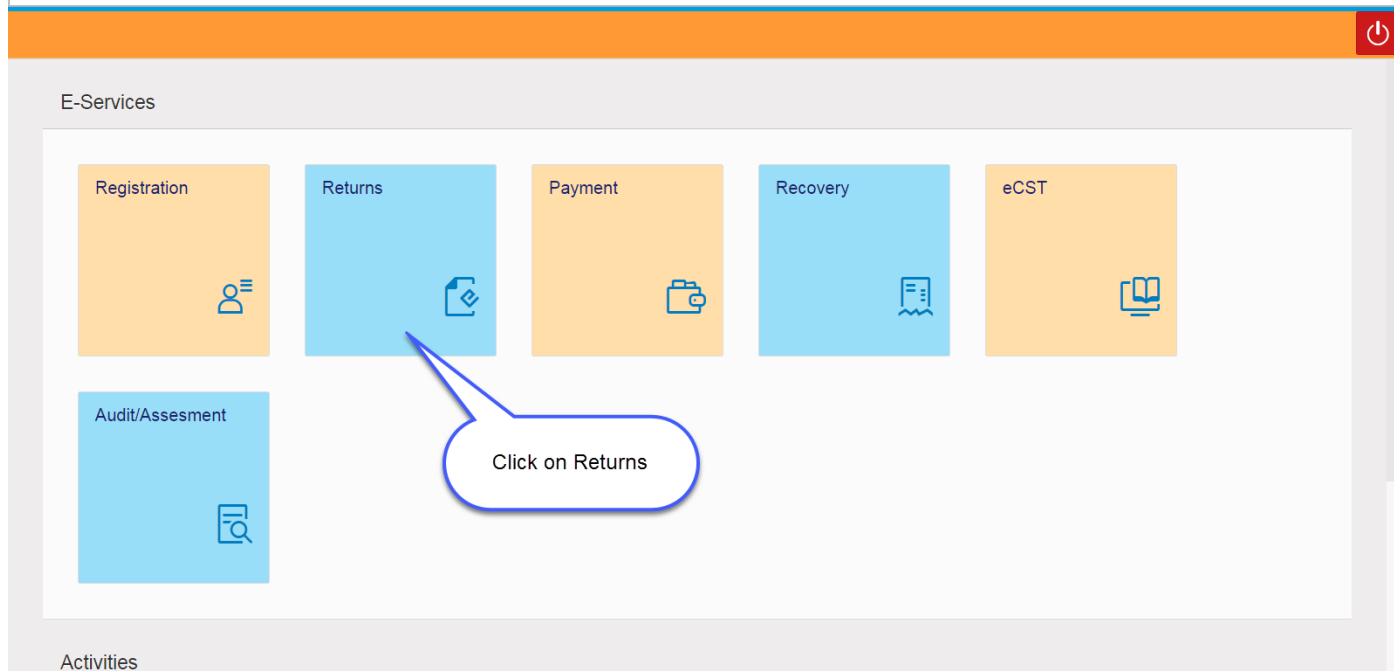 E-Services
Registration
Returns
Payment
Recovery
eCST
Audit/Assesment
Click on Returns
Activities